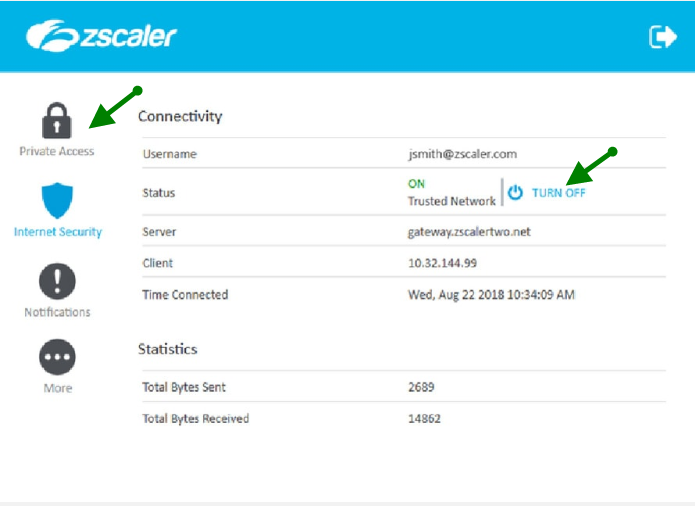 zscaler
Private Access
Internet Security
Notifications
More
Connectivity
Username jsmith@zscaler.com
Status ON Trusted Network TURN OFF
Server gateway.zscalertwo.net
Client 10.32.144.99
Time Connected Wed, Aug 22 2018 10:34:09 AM
Statistics
Total Bytes Sent 2689
Total Bytes Received 14862